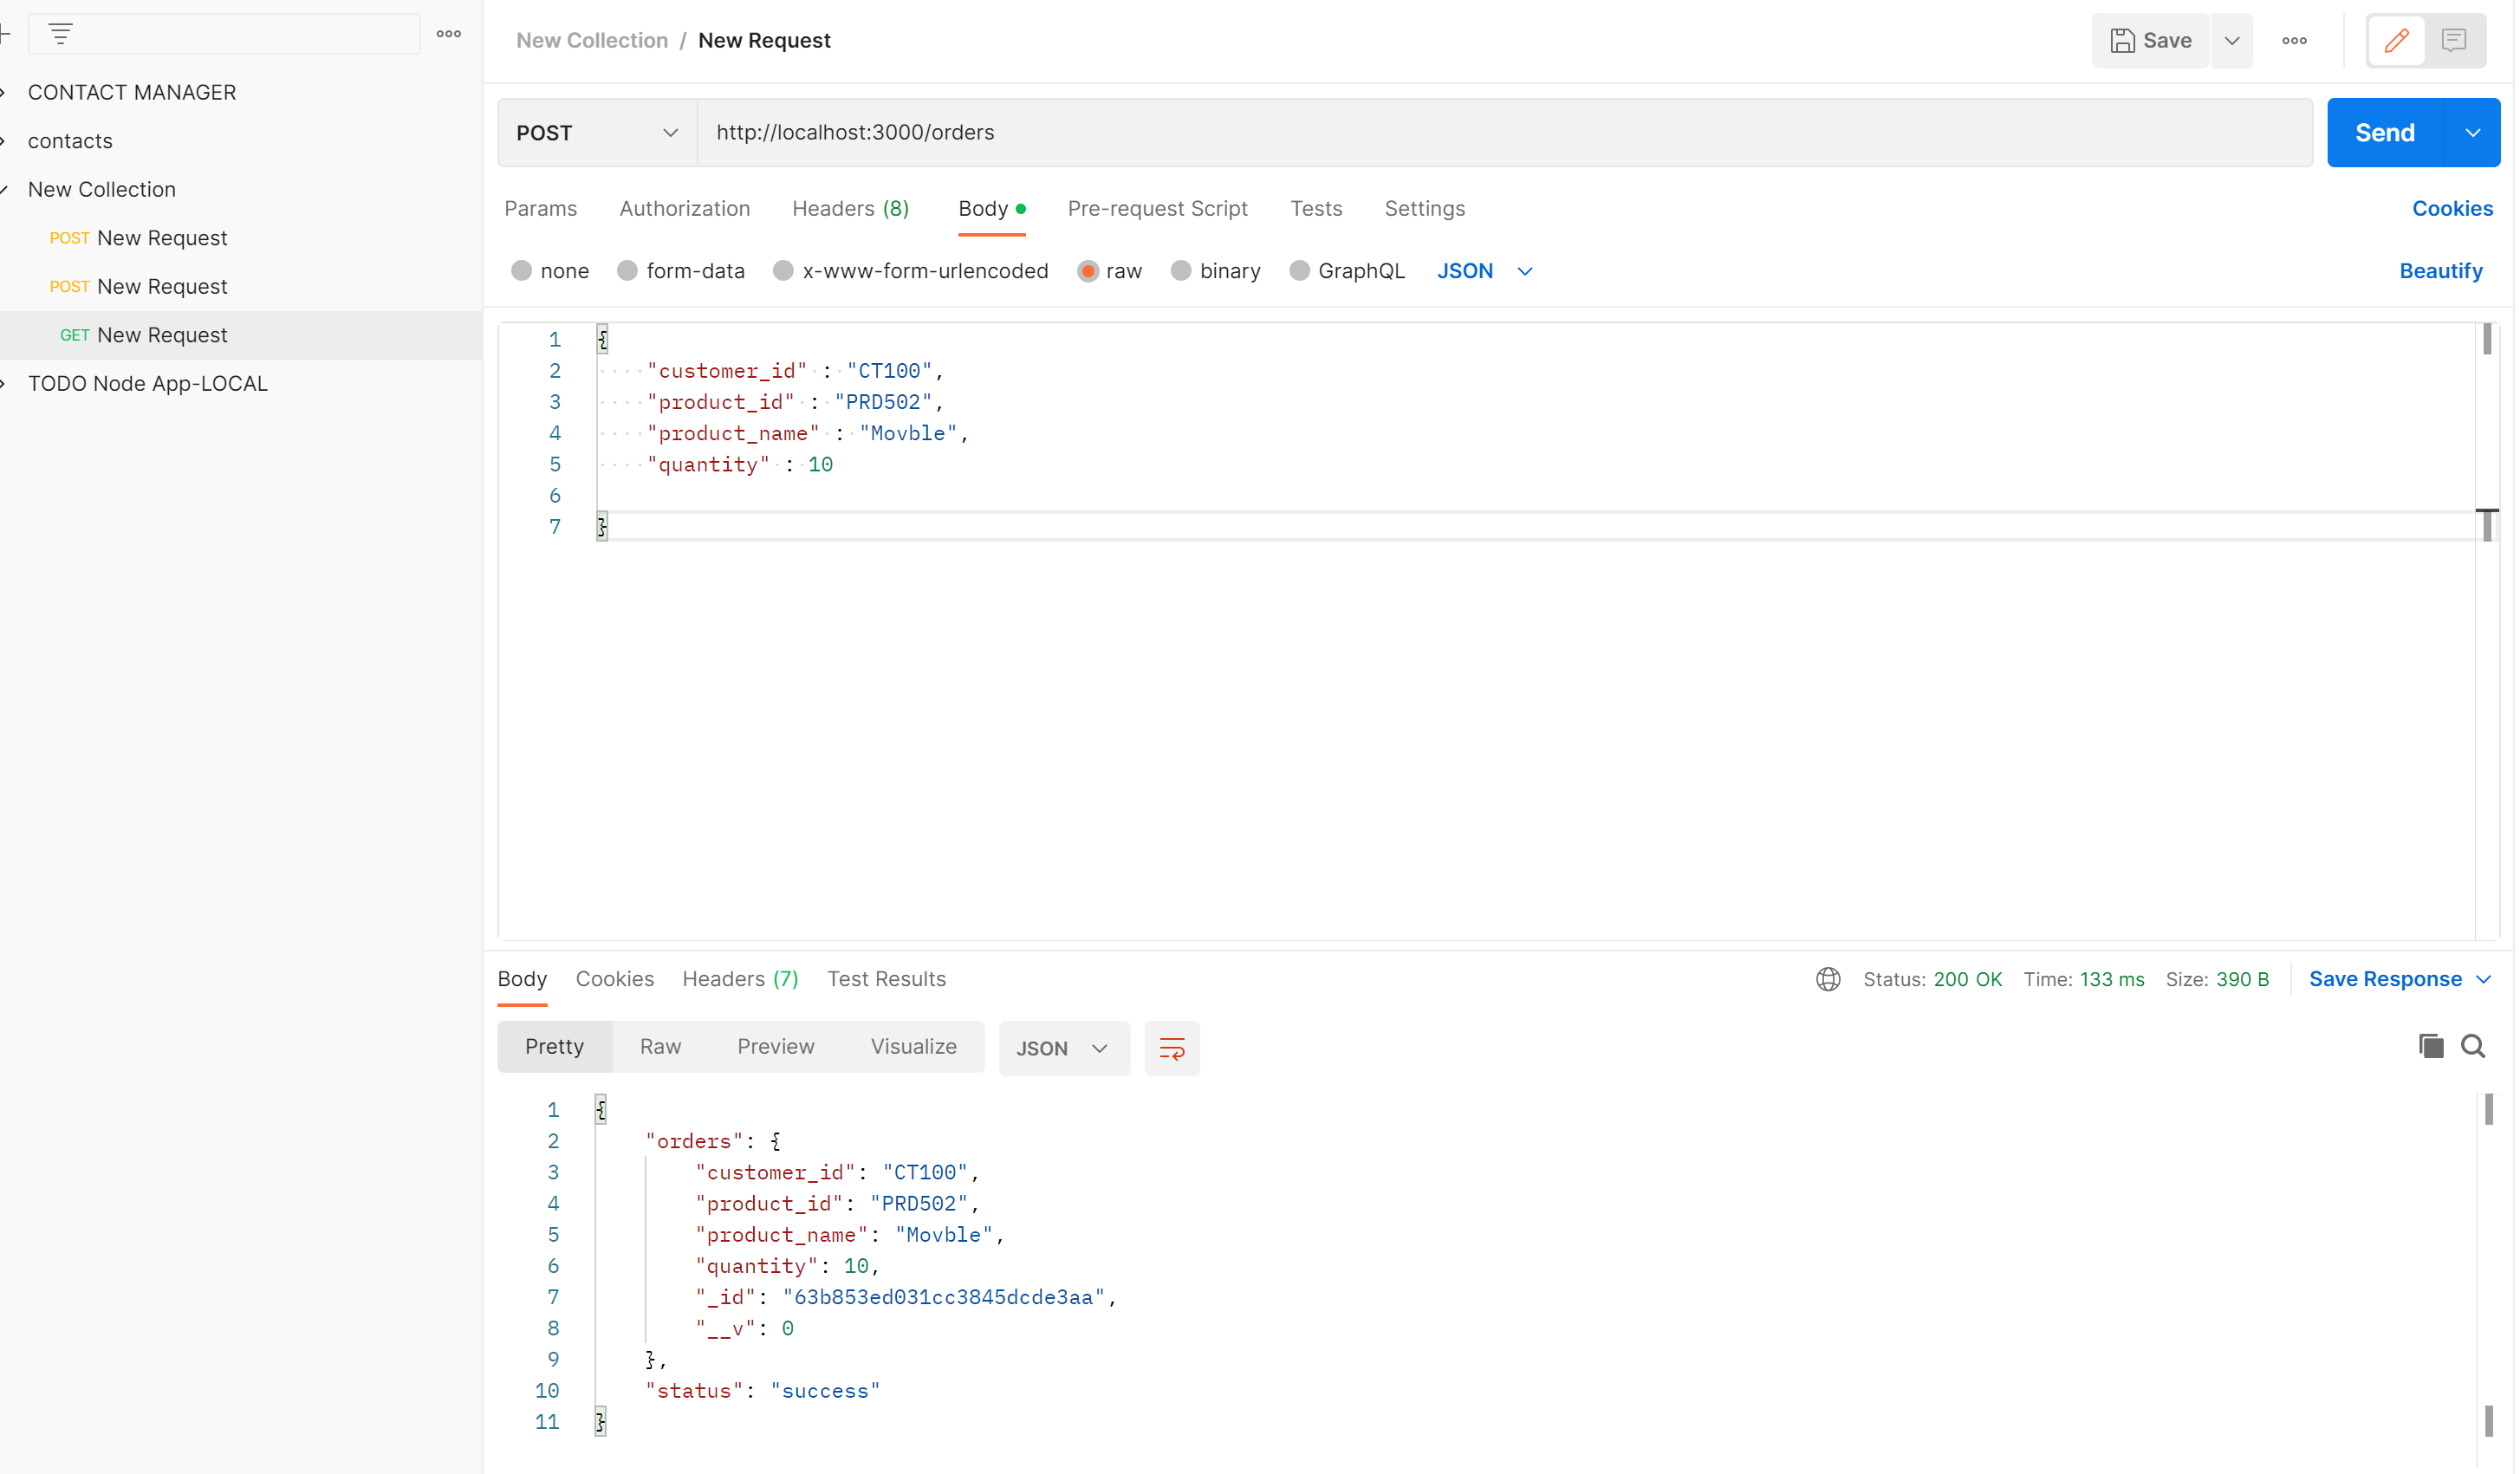 New Collection / New Request
Save
CONTACT MANAGER
contacts
New Collection
POST New Request
POST New Request
GET New Request
TODO Node App-LOCAL
POST http://localhost:3000/orders Send
Params Authorization Headers (8) Body Pre-request Script Tests Settings Cookies
none form-data x-www-form-urlencoded raw binary GraphQL JSON Beautify
1 {
2 "customer_id" : "CT100",
3 "product_id" : "PRD502",
4 "product_name" : "Movble",
5 "quantity" : 10
6
7 }
Body Cookies Headers (7) Test Results Status: 200 OK Time: 133 ms Size: 390 B Save Response
Pretty Raw Preview Visualize JSON
1 {
2 "orders": {
3 "customer_id": "CT100",
4 "product_id": "PRD502",
5 "product_name": "Movble",
6 "quantity": 10,
7 "_id": "63b853ed031cc3845dcde3aa",
8 "__v": 0
9 },
10 "status": "success"
11 }